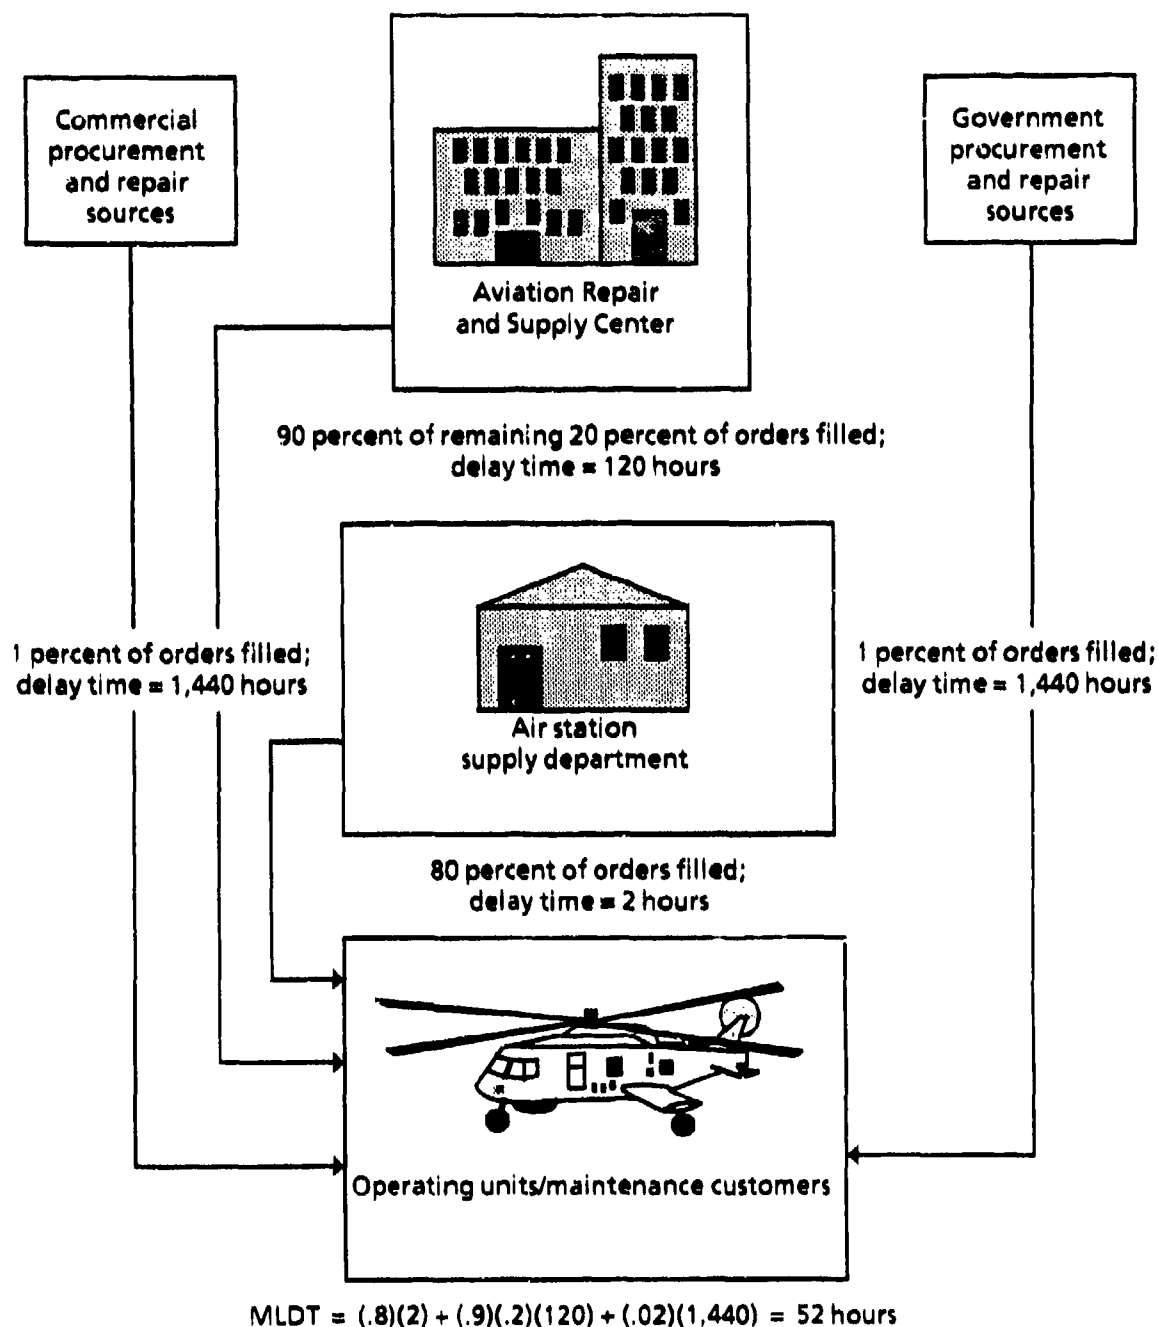 Commercial
procurement
and repair
sources
Government
procurement
and repair
sources
Aviation Repair
and Supply Center
90 percent of remaining 20 percent of orders filled;
delay time = 120 hours
1 percent of orders filled;
delay time = 1,440 hours
1 percent of orders filled;
delay time = 1,440 hours
Air station
supply department
80 percent of orders filled;
delay time = 2 hours
Operating units/maintenance customers
MLDT = (.8)(2) + (.9)(.2)(120) + (.02)(1,440) = 52 hours